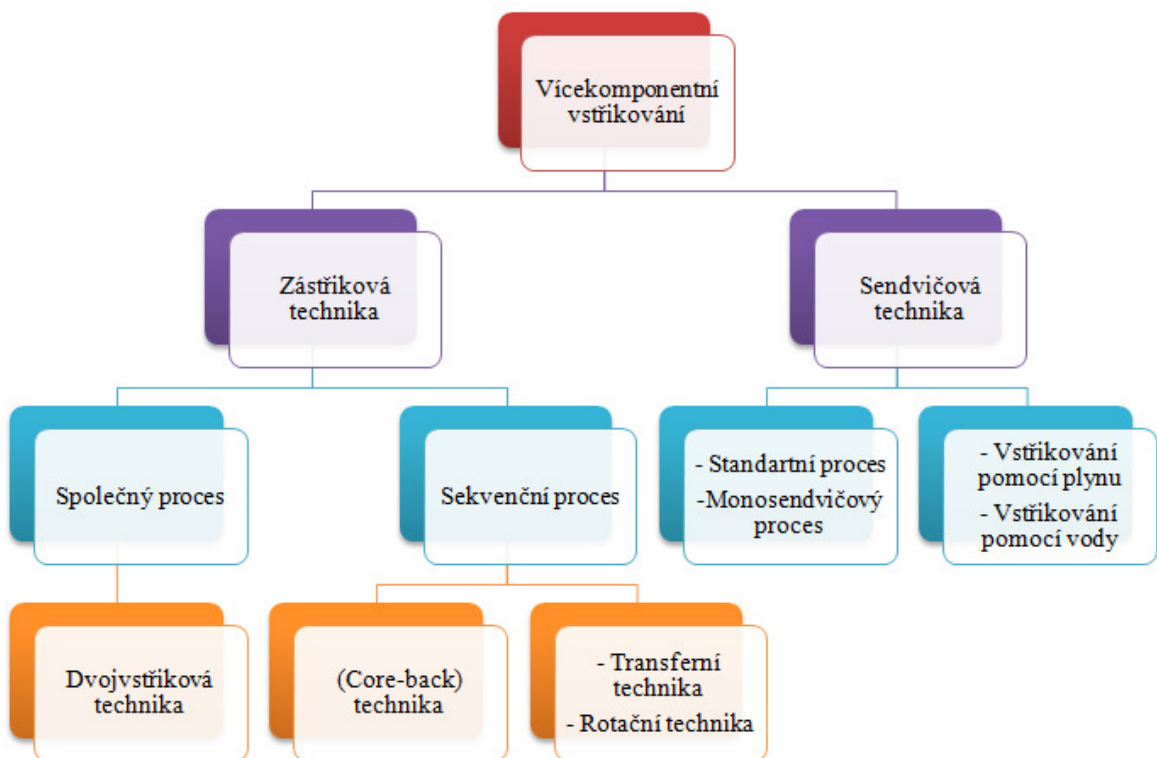 Vícekomponentní
vstřikování
Zástřiková
technika
Sendvičová
technika
Společný proces
Sekvenční proces
- Standartní proces
-Monosendvičový
proces
- Vstřikování
pomocí plynu
- Vstřikování
pomocí vody
Dvojvstřiková
technika
(Core-back)
technika
- Transferní
technika
- Rotační technika